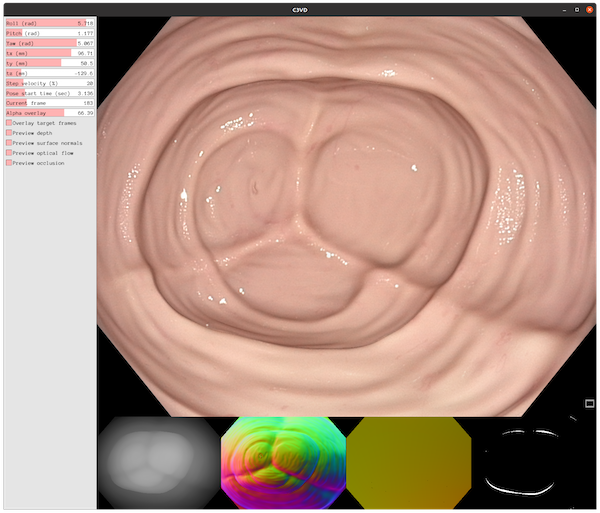 C3VD
Roll (rad) 5.718
Pitch (rad) 1.177
Yaw (rad) 5.067
tx (mm) 96.71
ty (mm) 50.5
tz (mm) -129.6
Step velocity (%) 20
Pose start time (sec) 3.136
Current frame 183
Alpha overlay 66.39
Overlay target frames
Preview depth
Preview surface normals
Preview optical flow
Preview occlusion